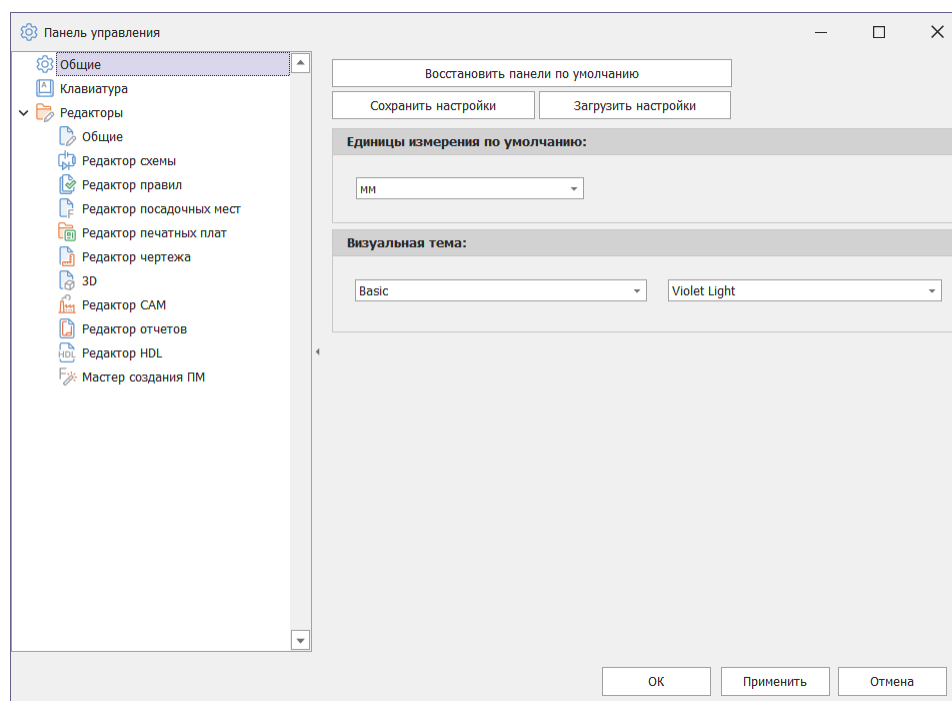 Панель управления
Общие
Клавиатура
Редакторы
Общие
Редактор схемы
Редактор правил
Редактор посадочных мест
Редактор печатных плат
Редактор чертежа
3D
Редактор CAM
Редактор отчетов
Редактор HDL
Мастер создания ПМ
Восстановить панели по умолчанию
Сохранить настройки Загрузить настройки
Единицы измерения по умолчанию:
мм
Визуальная тема:
Basic Violet Light
ОК Применить Отмена